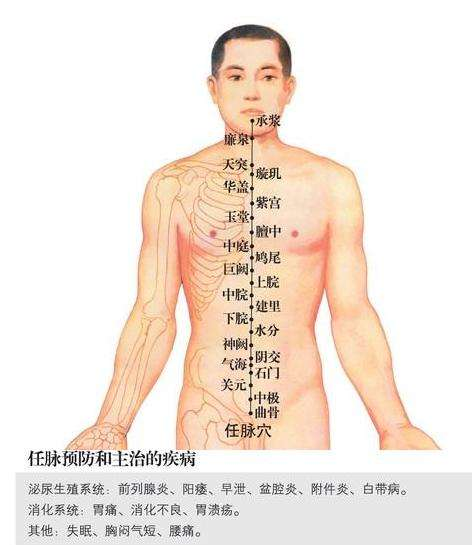 承浆
廉泉
天突
璇玑
华盖
紫宫
玉堂
膻中
中庭
鸠尾
巨阙
上脘
中脘
建里
下脘
水分
神阙
阴交
气海
石门
关元
中极
曲骨
任脉穴
任脉预防和主治的疾病
泌尿生殖系统：前列腺炎、阳痿、早泄、盆腔炎、附件炎、白带病。
消化系统：胃痛、消化不良、胃溃疡。
其他：失眠、胸闷气短、腰痛。